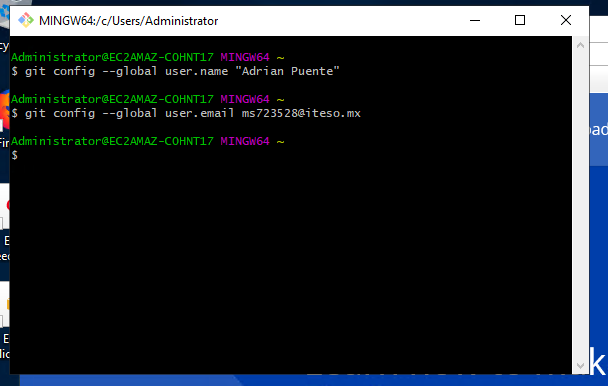 MINGW64:/c/Users/Administrator
Administrator@EC2AMAZ-COHNT17 MINGW64 ~
$ git config --global user.name "Adrian Puente"
Administrator@EC2AMAZ-COHNT17 MINGW64 ~
$ git config --global user.email ms723528@iteso.mx
Administrator@EC2AMAZ-COHNT17 MINGW64 ~
$